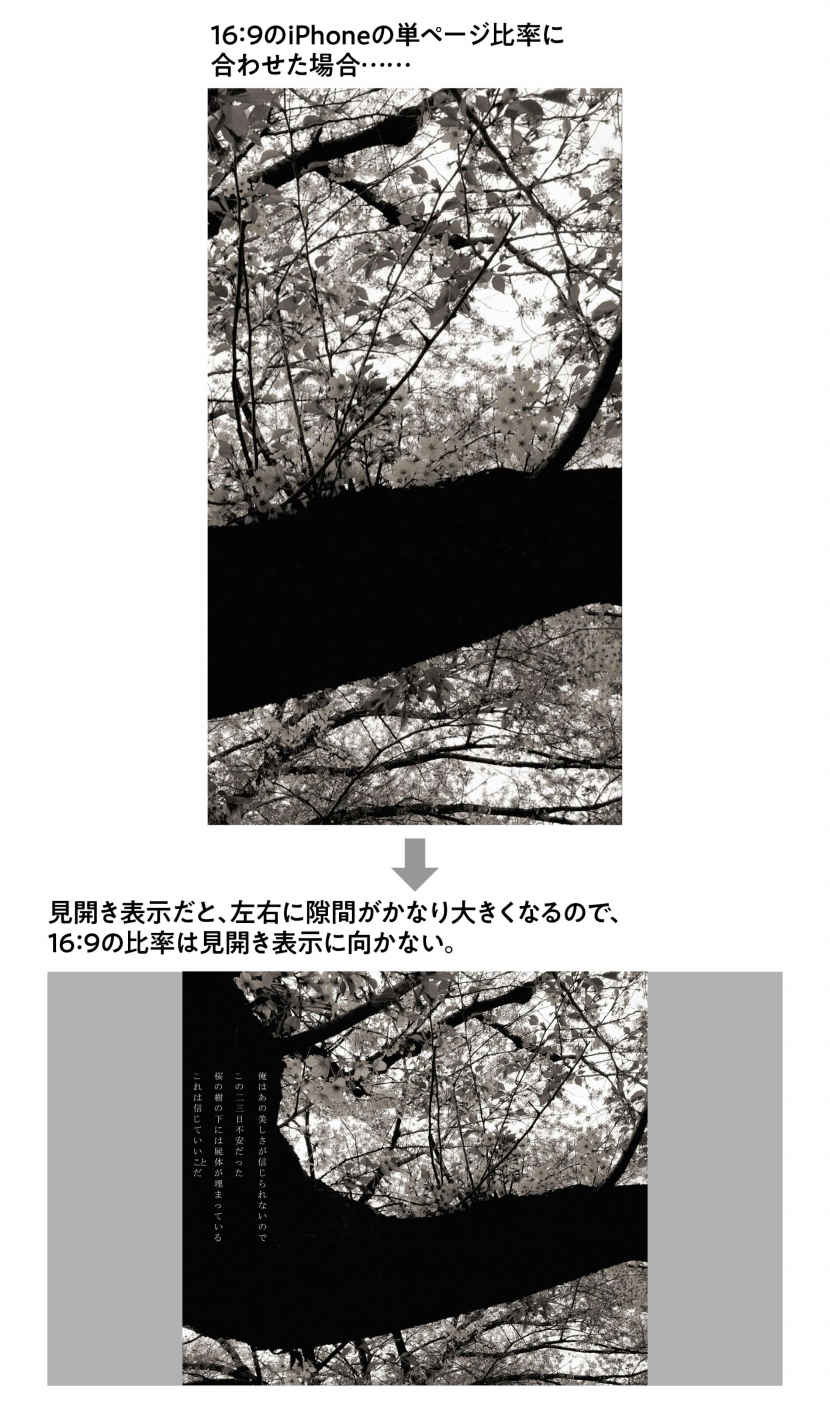 16:9のiPhoneの単ページ比率に
合わせた場合……
見開き表示だと、左右に隙間がかなり大きくなるので、
16:9の比率は見開き表示に向かない。
俺はあの美しさが信じられないので
この二三日不安だった
桜の樹の下には屍体が埋まっている
これは信じていいことだ